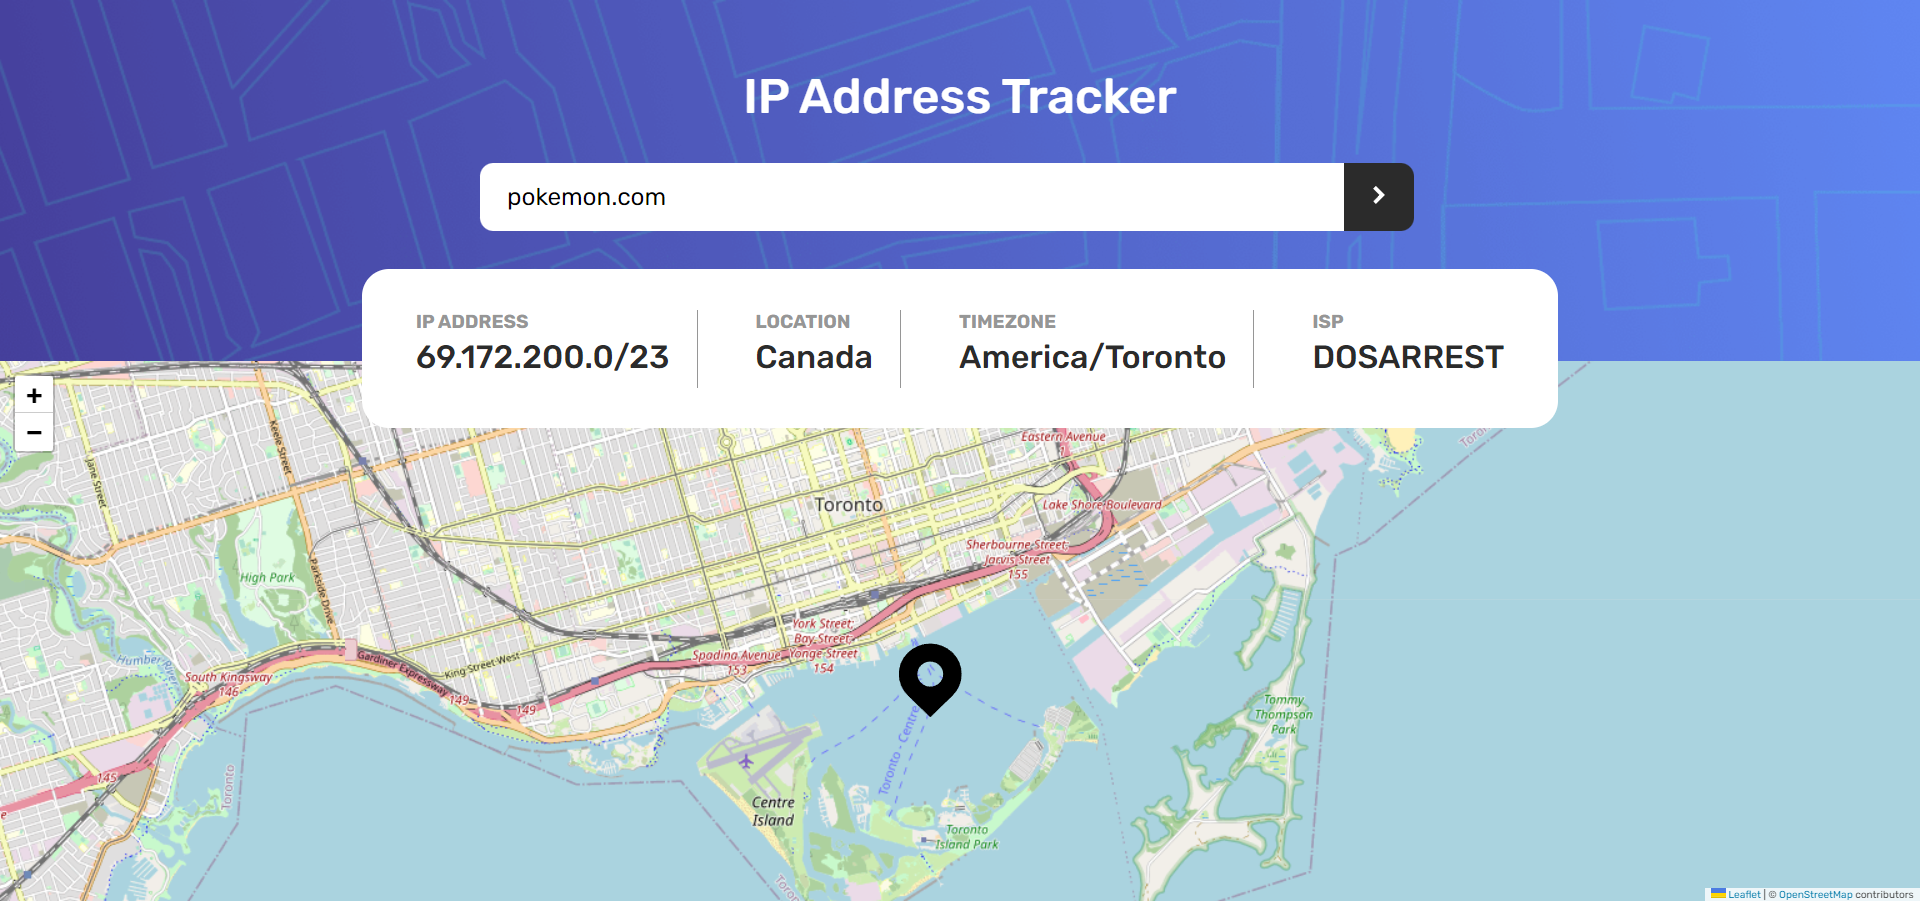 IP Address Tracker
pokemon.com
IP ADDRESS
69.172.200.0/23
LOCATION
Canada
TIMEZONE
America/Toronto
ISP
DOSARREST
+
−
Keele Street
Jane Street
Eastern Avenue
Toronto
Lake Shore Boulevard
Sherbourne Street;
Jarvis Street
155
High Park
Parkside Drive
York Street;
Bay Street;
Yonge Street
154
Spadina Avenue
153
King Street West
Gardiner Expressway
Humber River
South Kingsway
146
149
149
145
Toronto
Toronto - Centre
Centre
Island
Toronto
Island Park
Tommy
Thompson
Park
Leaflet | © OpenStreetMap contributors